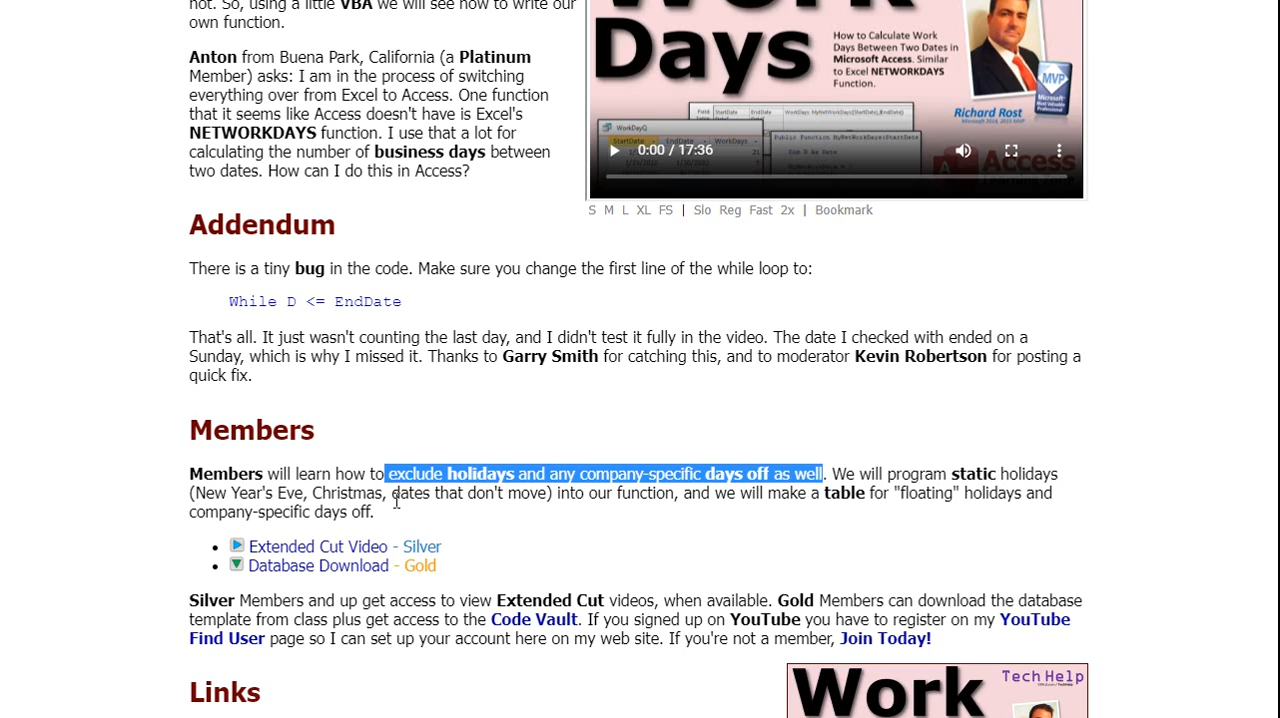 not. So, using a little VBA we will see how to write our
own function.
Anton from Buena Park, California (a Platinum
Member) asks: I am in the process of switching
everything over from Excel to Access. One function
that it seems like Access doesn't have is Excel's
NETWORKDAYS function. I use that a lot for
calculating the number of business days between
two dates. How can I do this in Access?
Work
Days
How to Calculate Work
Days Between Two Dates in
Microsoft Access. Similar
to Excel NETWORKDAYS
Function.
MVP
Richard Rost
WorkDayQ
StartDate EndDate WorkDays
0:00 / 17:36
Access
S M L XL FS | Slo Reg Fast 2x | Bookmark
Addendum
There is a tiny bug in the code. Make sure you change the first line of the while loop to:
While D <= EndDate
That's all. It just wasn't counting the last day, and I didn't test it fully in the video. The date I checked with ended on a
Sunday, which is why I missed it. Thanks to Garry Smith for catching this, and to moderator Kevin Robertson for posting a
quick fix.
Members
Members will learn how to exclude holidays and any company-specific days off as well. We will program static holidays
(New Year's Eve, Christmas, dates that don't move) into our function, and we will make a table for "floating" holidays and
company-specific days off.
• Extended Cut Video - Silver
• Database Download - Gold
Silver Members and up get access to view Extended Cut videos, when available. Gold Members can download the database
template from class plus get access to the Code Vault. If you signed up on YouTube you have to register on my YouTube
Find User page so I can set up your account here on my web site. If you're not a member, Join Today!
Links
Work
TechHelp